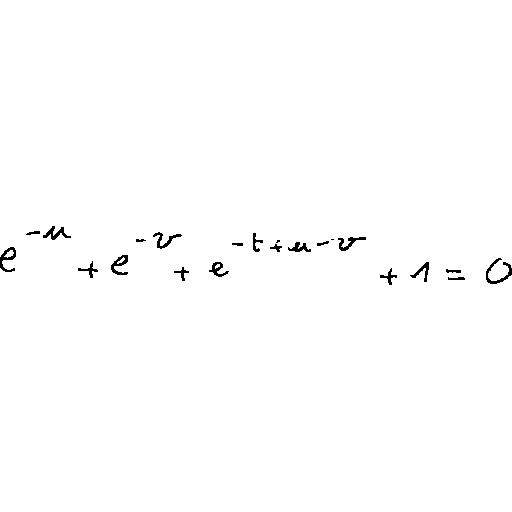 e^{-u} + e^{-v} + e^{-t+u-v} + 1 = 0